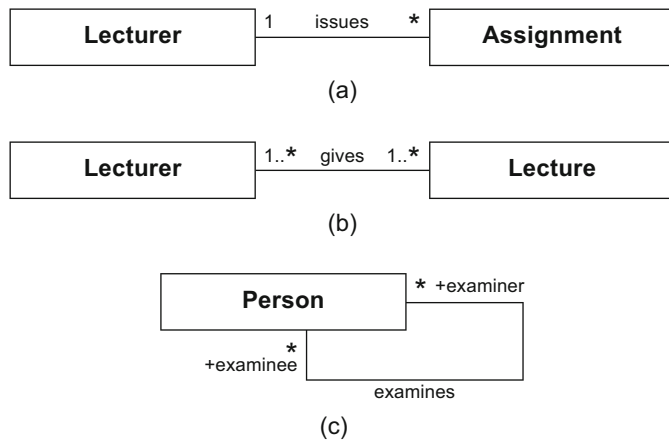 Lecturer 1 issues * Assignment
(a)
Lecturer 1..* gives 1..* Lecture
(b)
Person * +examiner
*
+examinee
examines
(c)